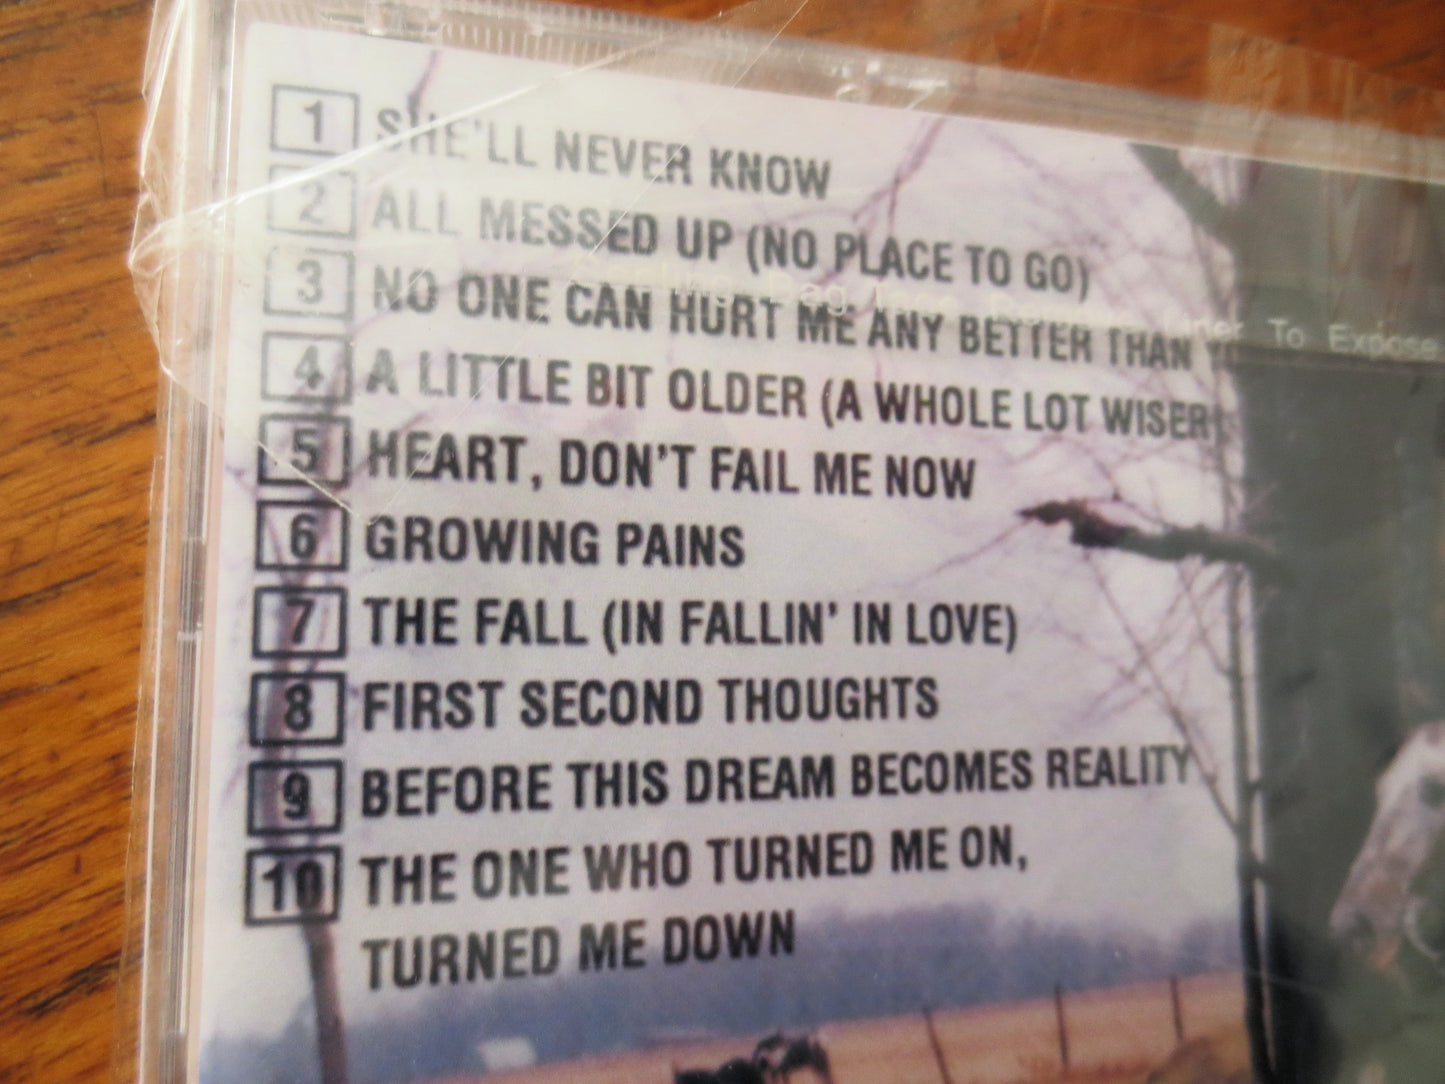 1 SHE'LL NEVER KNOW
2 ALL MESSED UP (NO PLACE TO GO)
3 NO ONE CAN HURT ME ANY BETTER THAN
4 A LITTLE BIT OLDER (A WHOLE LOT WISER)
5 HEART, DON'T FAIL ME NOW
6 GROWING PAINS
7 THE FALL (IN FALLIN' IN LOVE)
8 FIRST SECOND THOUGHTS
9 BEFORE THIS DREAM BECOMES REALITY
10 THE ONE WHO TURNED ME ON,
TURNED ME DOWN
Liner To Expose